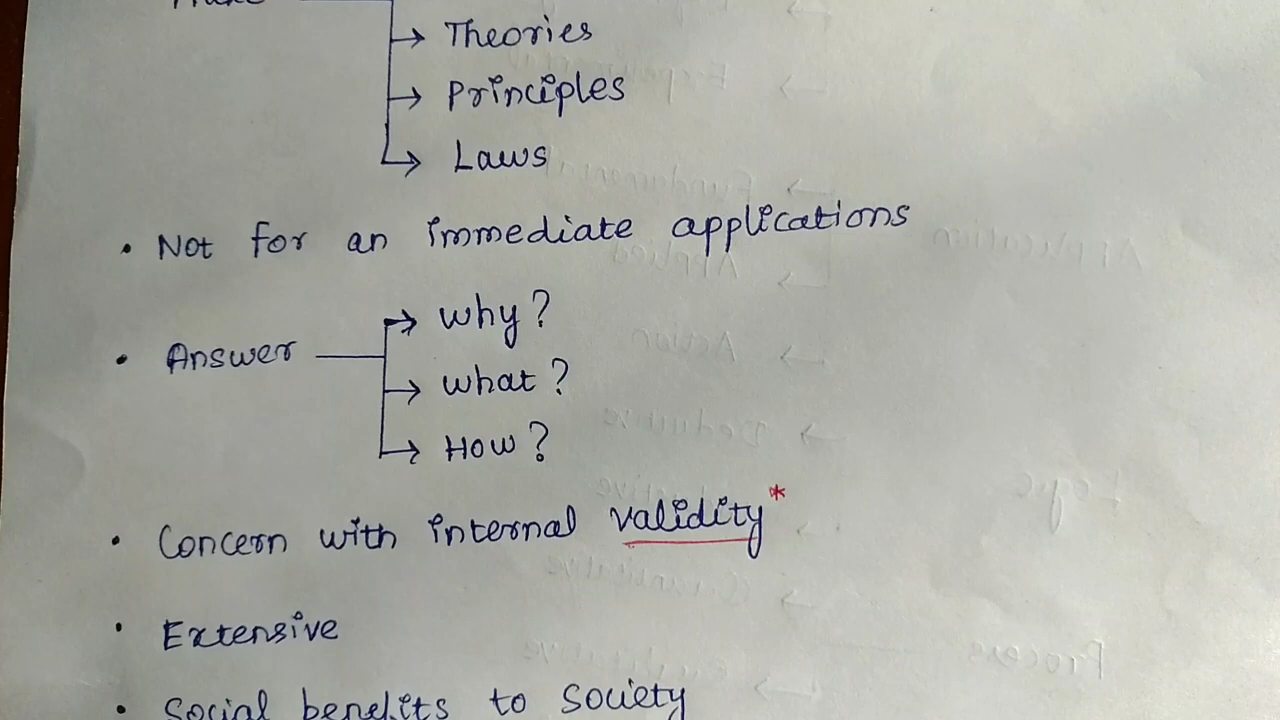 → Theories
→ Principles
→ Laws
• Not for an immediate applications
→ why?
• Answer
→ what?
→ How?
• Concern with internal validity*
• Extensive
• Social benefits to society